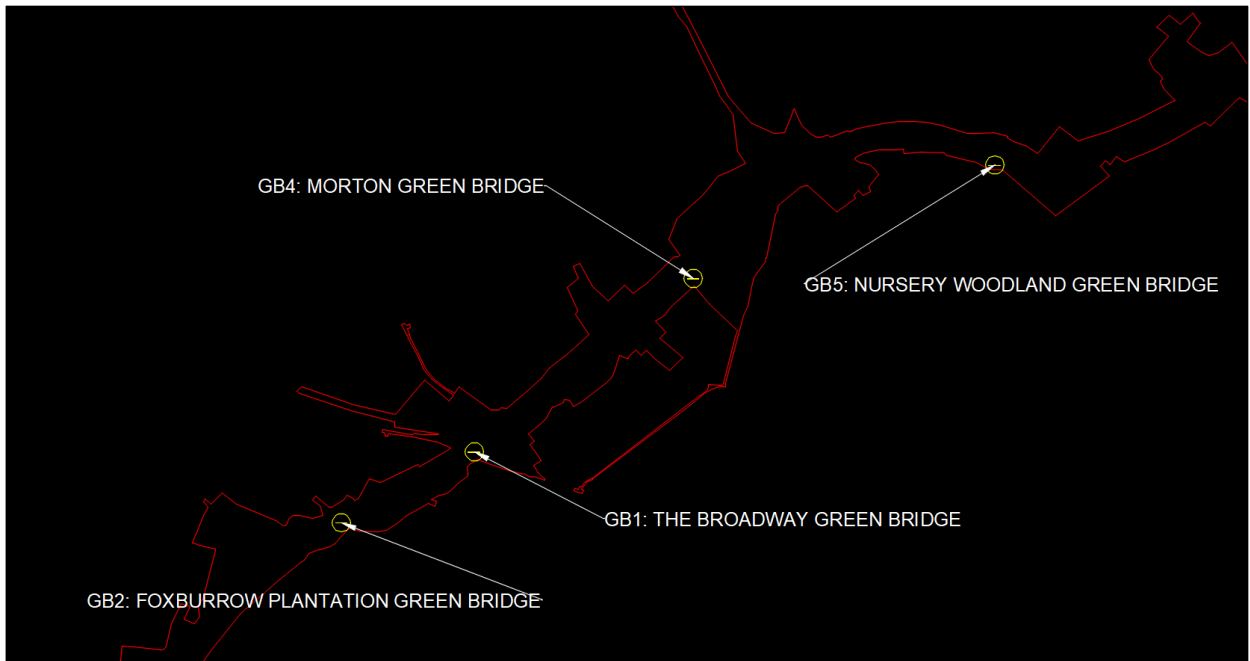 GB4: MORTON GREEN BRIDGE
GB5: NURSERY WOODLAND GREEN BRIDGE
GB1: THE BROADWAY GREEN BRIDGE
GB2: FOXBURROW PLANTATION GREEN BRIDGE